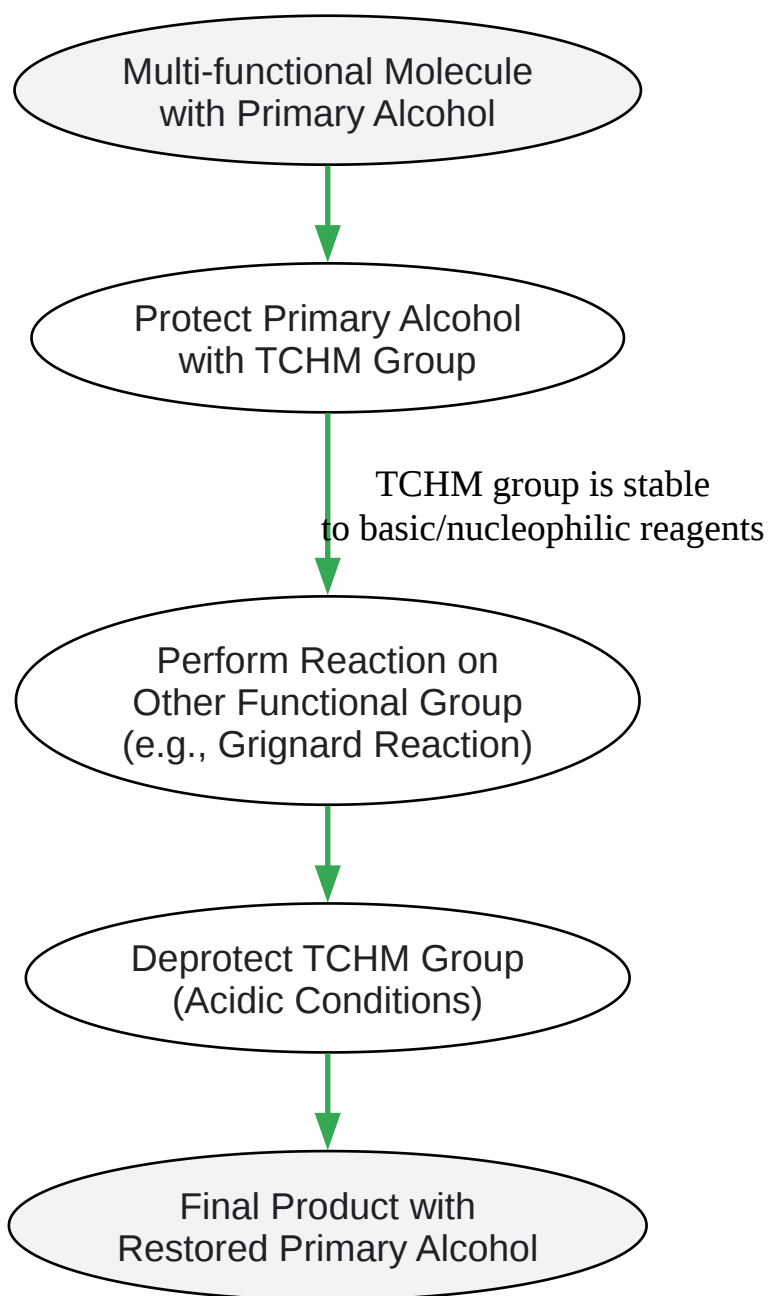 Multi-functional Molecule
with Primary Alcohol
Protect Primary Alcohol
with TCHM Group
TCHM group is stable
to basic/nucleophilic reagents
Perform Reaction on
Other Functional Group
(e.g., Grignard Reaction)
Deprotect TCHM Group
(Acidic Conditions)
Final Product with
Restored Primary Alcohol